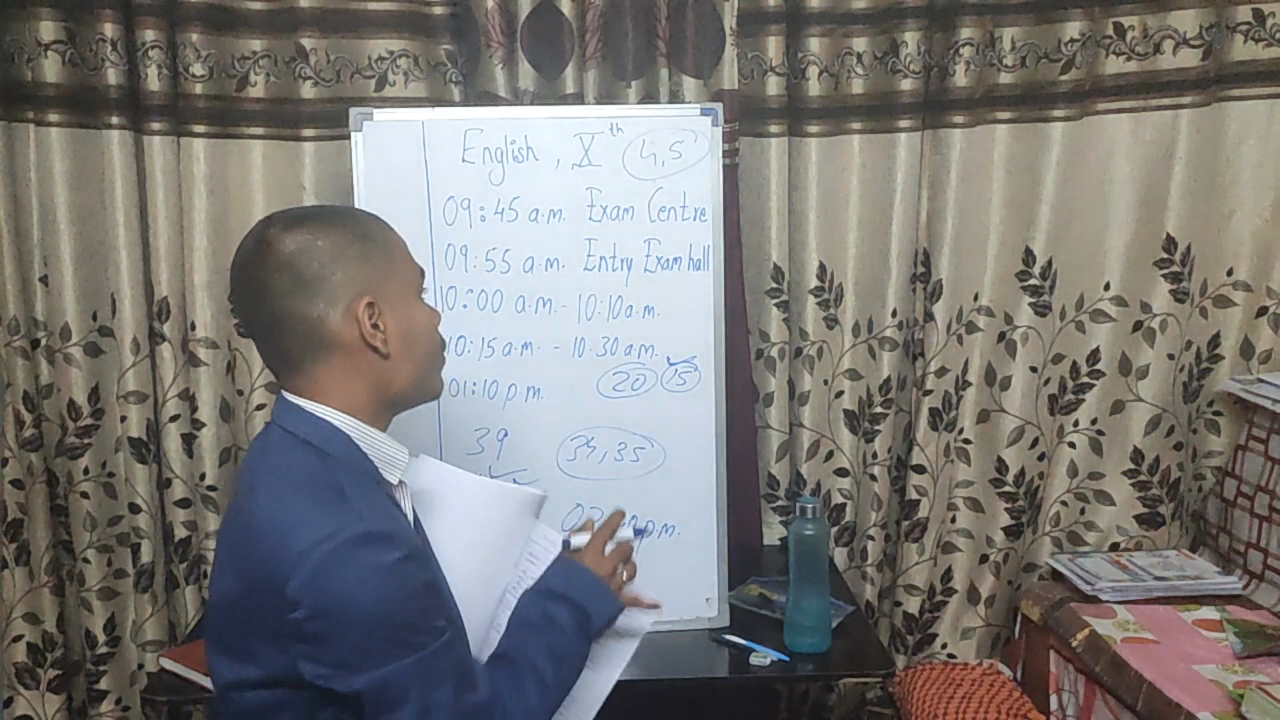 English, Xth 4,5
09:45 a.m. Exam Centre
09:55 a.m. Entry Exam hall
10:00 a.m. - 10:10 a.m.
10:15 a.m. - 10.30 a.m.
20 15
01:10 p.m.
39
34,35
p.m.